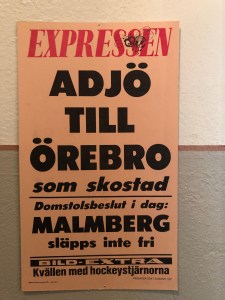 EXPRESSEN
ADJÖ
TILL
ÖREBRO
som skostad
Domstolsbeslut i dag:
MALMBERG
släpps inte fri
BILD-EXTRA
Kvällen med hockeystjärnorna